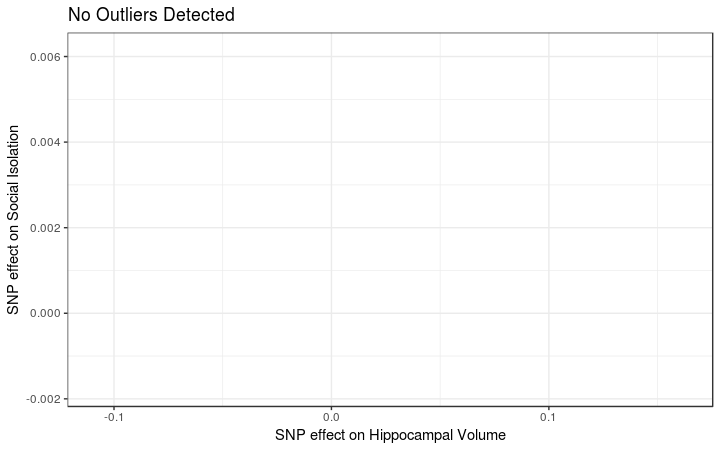 No Outliers Detected
SNP effect on Social Isolation
0.006
0.004
0.002
0.000
-0.002
-0.1
0.0
0.1
SNP effect on Hippocampal Volume